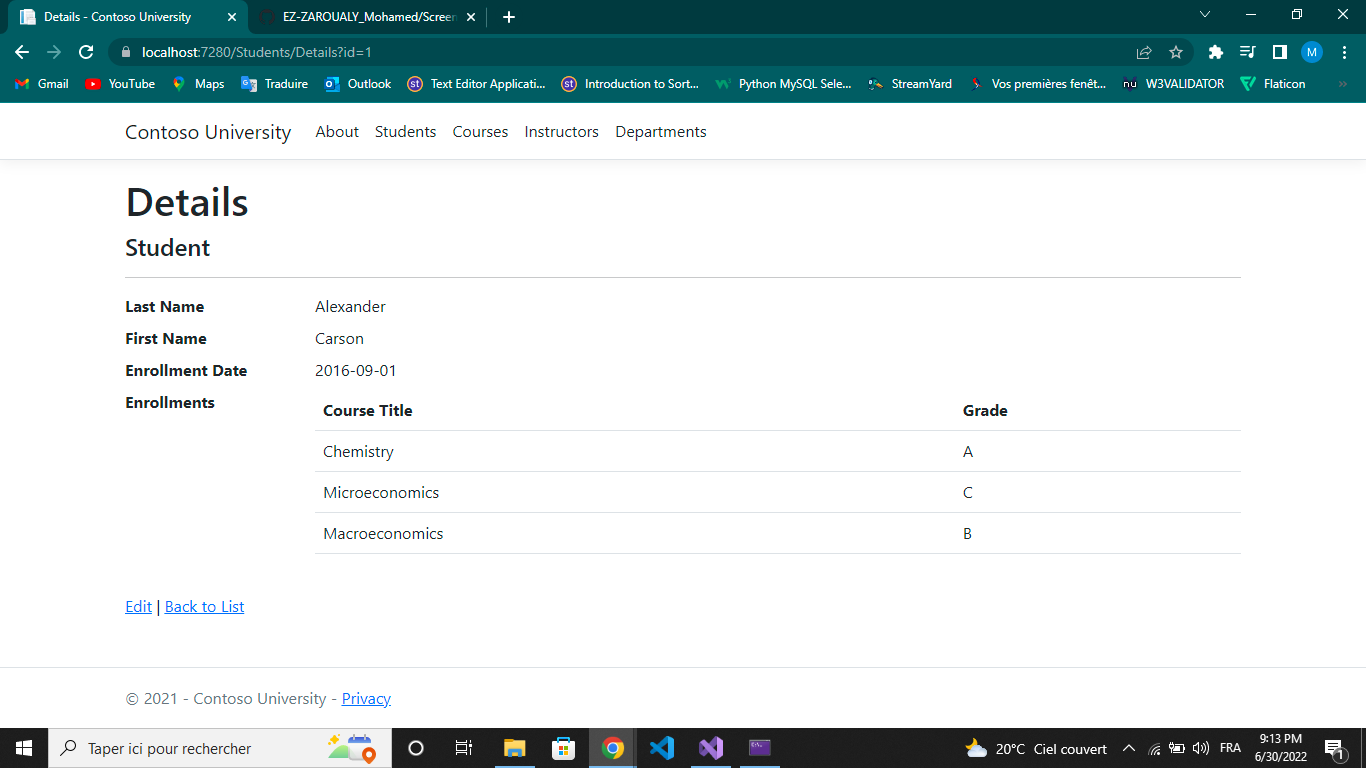 Details - Contoso University
EZ-ZAROUALY_Mohamed/Screen
localhost:7280/Students/Details?id=1
M
Gmail YouTube Maps Traduire Outlook Text Editor Applicati... Introduction to Sort... Python MySQL Sele... StreamYard Vos premières fenêt... W3VALIDATOR Flaticon
Contoso University About Students Courses Instructors Departments
Details
Student
Last Name Alexander
First Name Carson
Enrollment Date 2016-09-01
Enrollments
Course Title Grade
Chemistry A
Microeconomics C
Macroeconomics B
Edit | Back to List
© 2021 - Contoso University - Privacy
Taper ici pour rechercher
20°C Ciel couvert
FRA
9:13 PM
6/30/2022
1